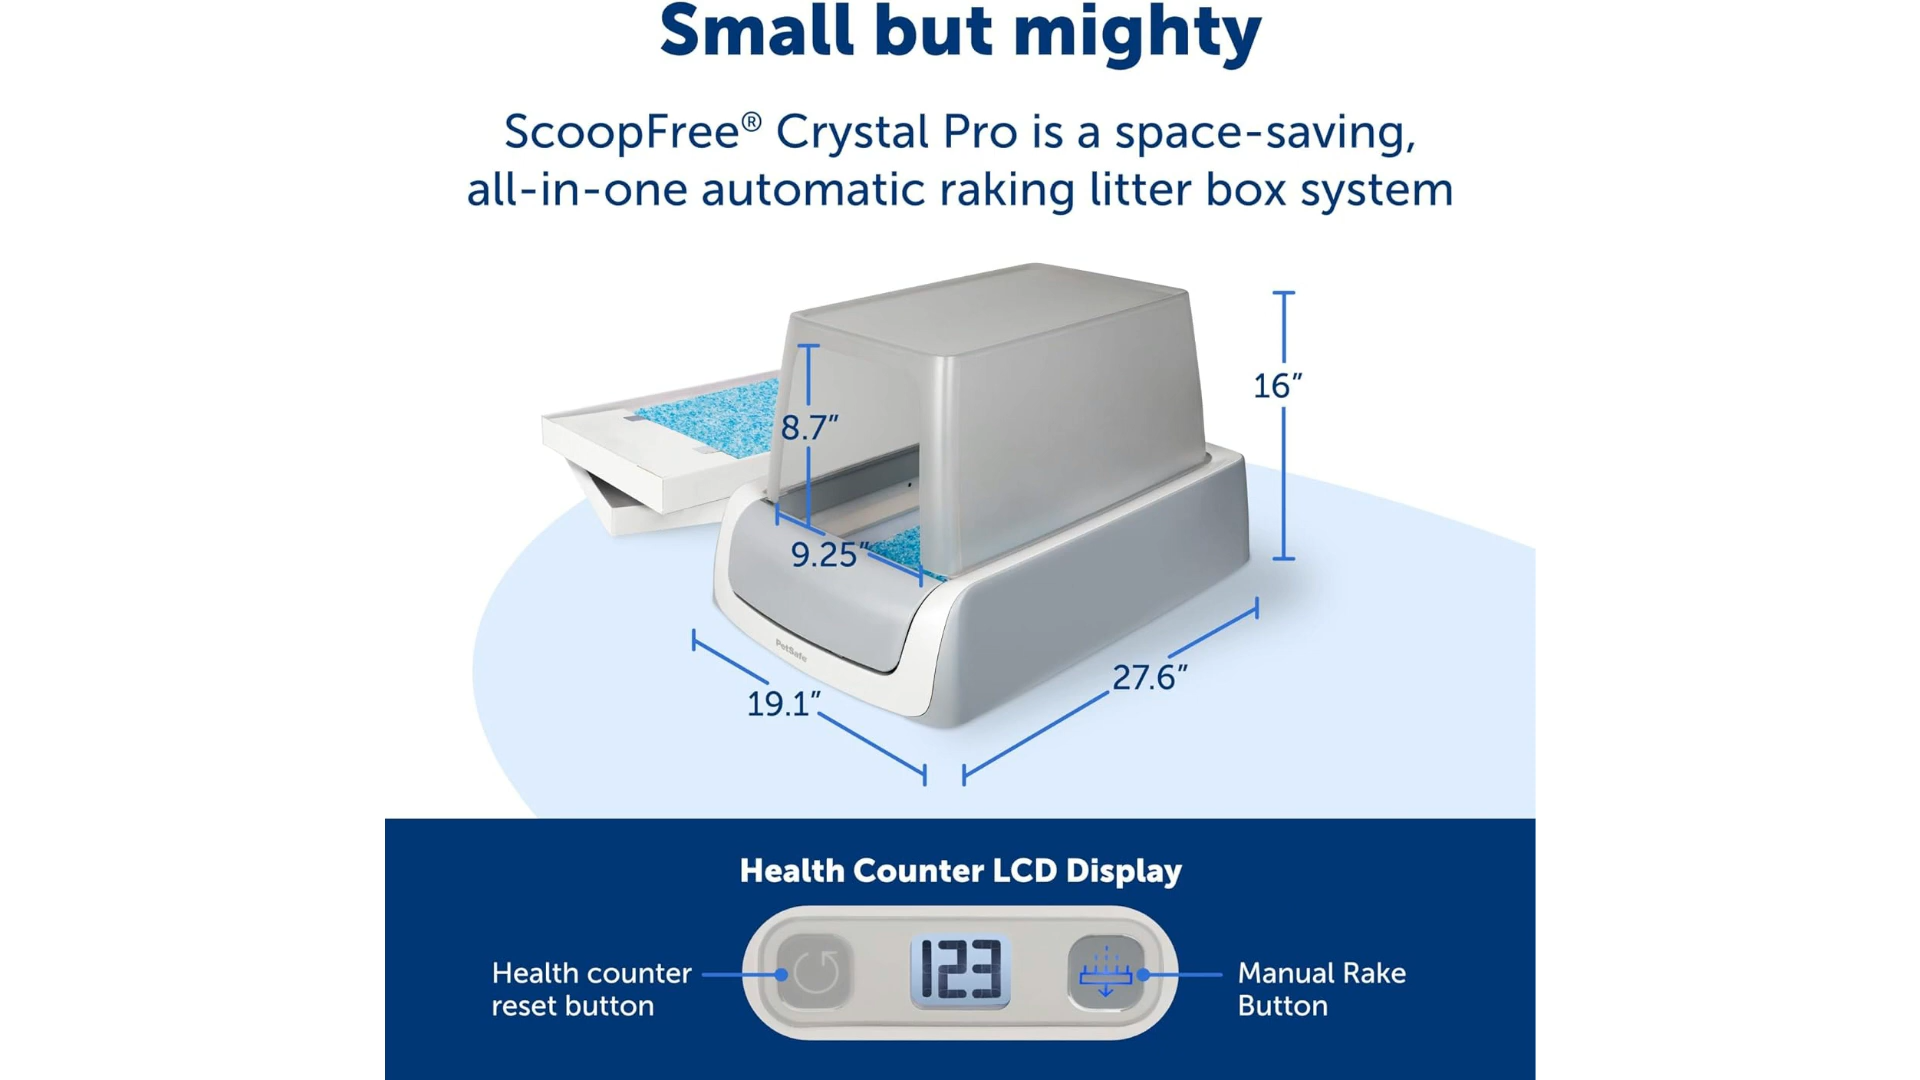 Small but mighty
ScoopFree® Crystal Pro is a space-saving,
all-in-one automatic raking litter box system
16”
8.7”
9.25”
PetSafe
27.6”
19.1”
Health Counter LCD Display
Health counter
reset button
123
Manual Rake
Button